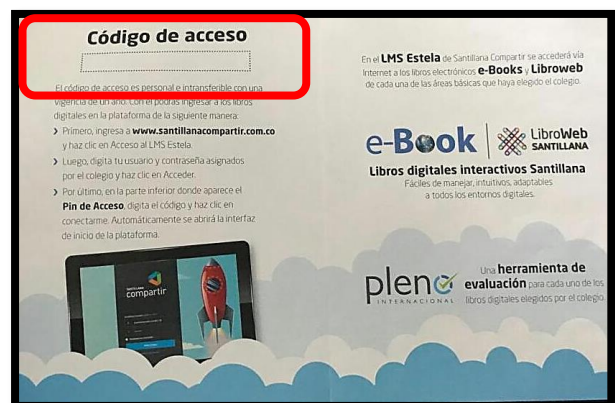 Código de acceso
El código de acceso es personal e intransferible con una
vigencia de un año. Con él podrás ingresar a los libros
digitales en la plataforma de la siguiente manera:
> Primero, ingresa a www.santillanacompartir.com.co
y haz clic en Acceso al LMS Estela.
> Luego, digita tu usuario y contraseña asignados
por el colegio y haz clic en Acceder.
> Por último, en la parte inferior donde aparece el
Pin de Acceso, digita el código y haz clic en
conectarme. Automáticamente se abrirá la interfaz
de inicio de la plataforma.
SANTILLANA
compartir
En el LMS Estela de Santillana Compartir se accederá vía
Internet a los libros electrónicos e-Books y Libroweb
de cada una de las áreas básicas que haya elegido el colegio.
e-Book
LibroWeb
SANTILLANA
Libros digitales interactivos Santillana
Fáciles de manejar, intuitivos, adaptables
a todos los entornos digitales.
pleno
INTERNACIONAL
Una herramienta de
evaluación para cada uno de los
libros digitales elegidos por el colegio.